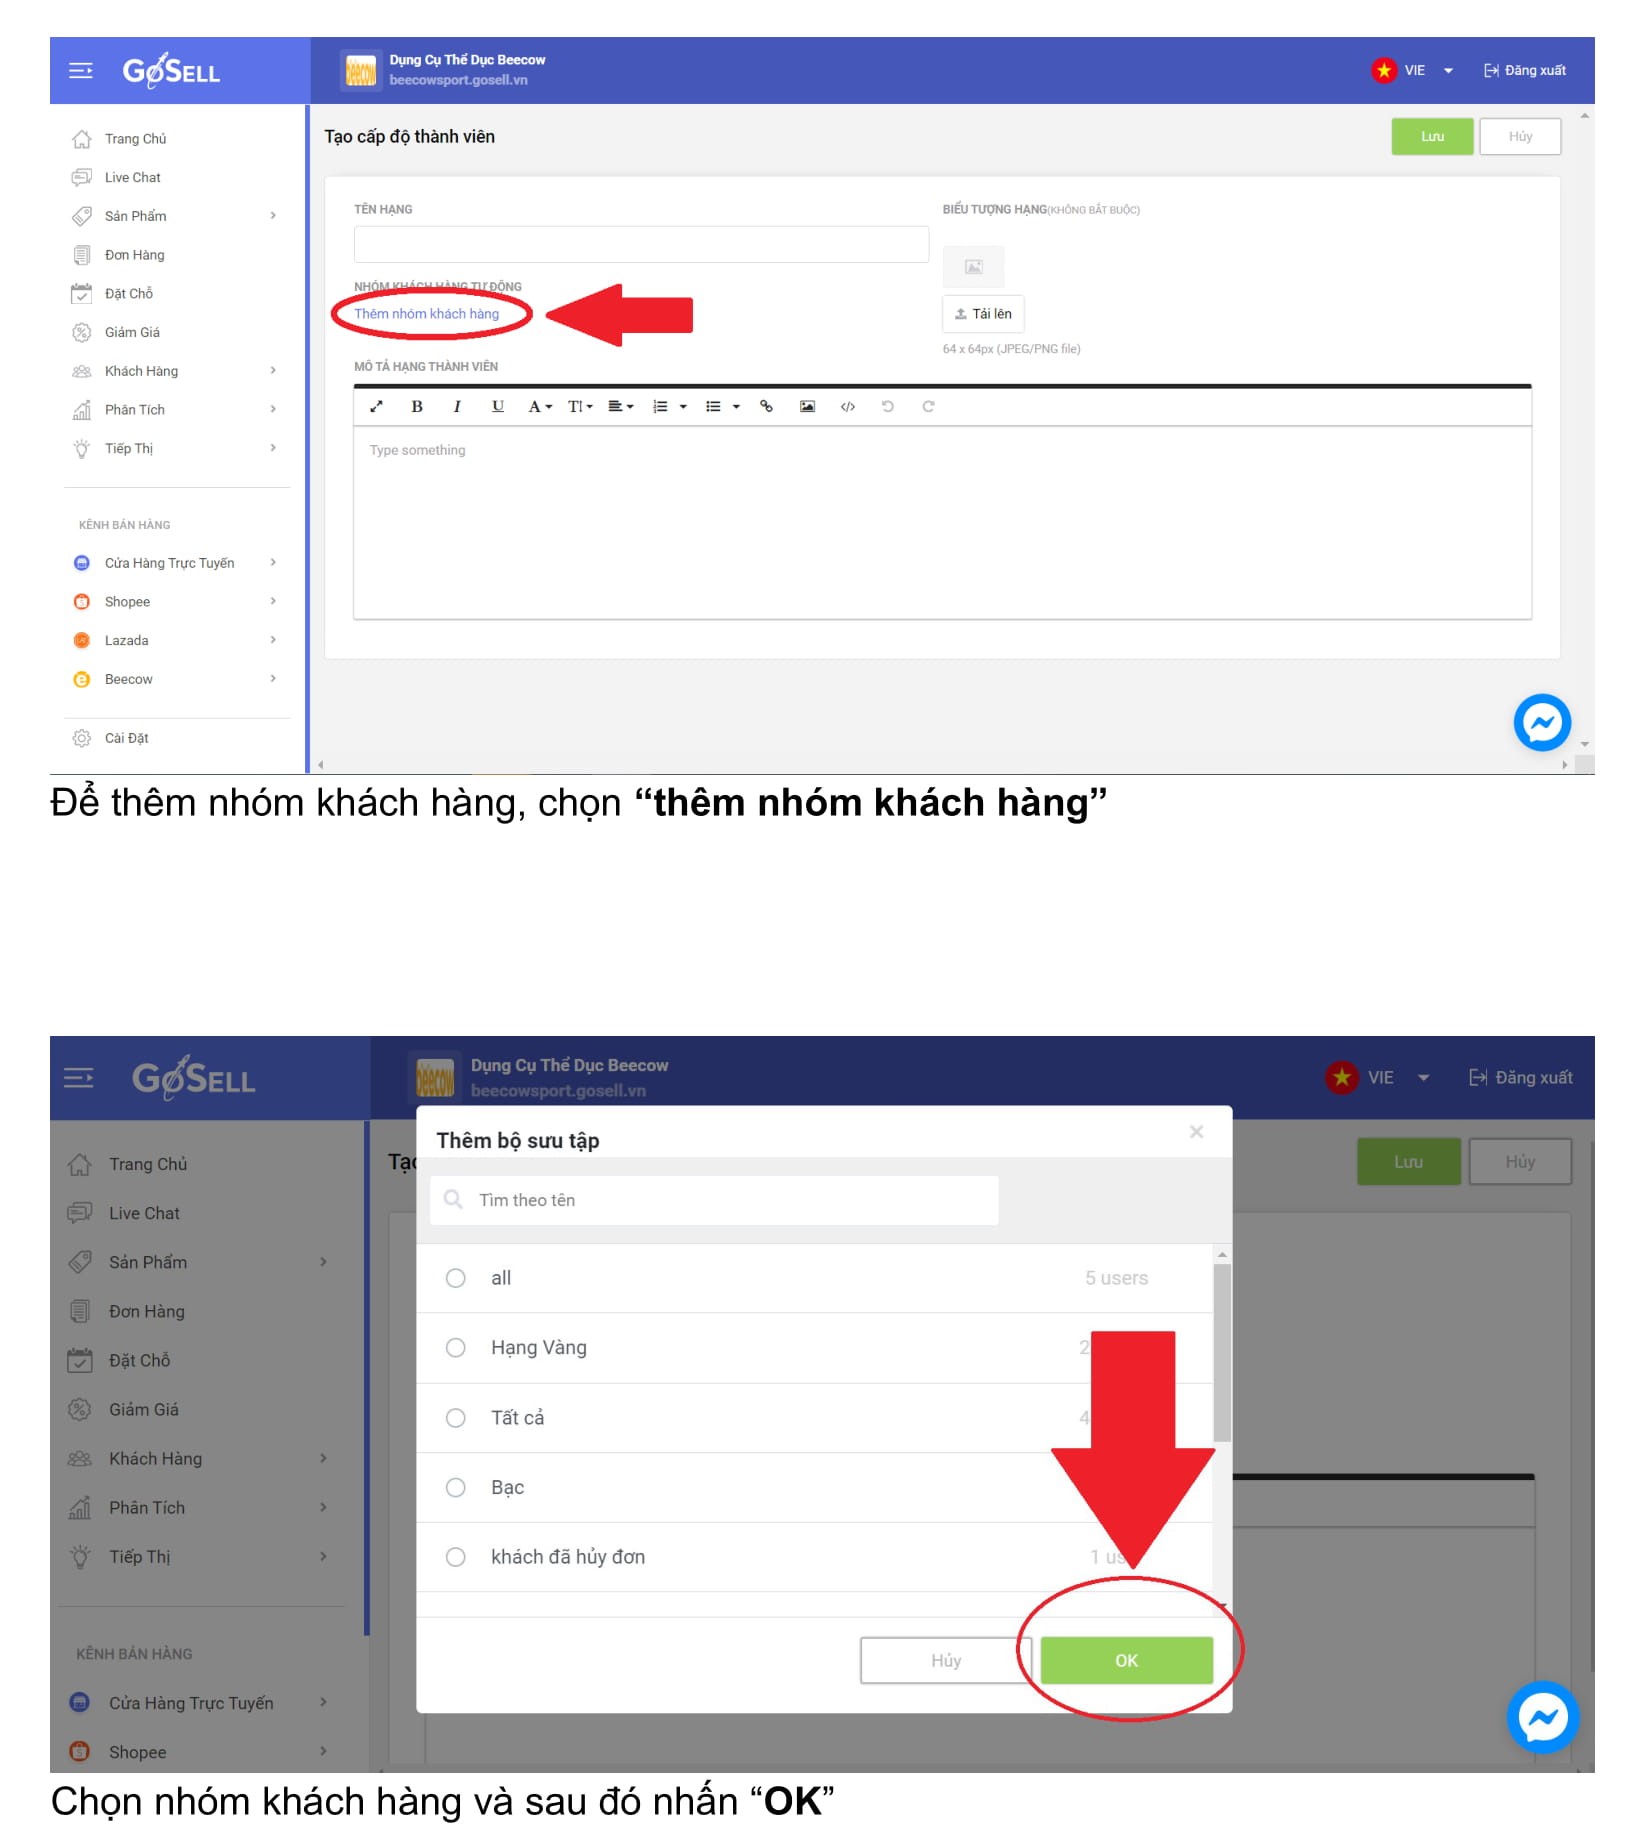 GoSELL
Dụng Cụ Thể Dục Beecow
beecowsport.gosell.vn
VIE
Đăng xuất
Trang Chủ
Live Chat
Sản Phẩm
Đơn Hàng
Đặt Chỗ
Giảm Giá
Khách Hàng
Phân Tích
Tiếp Thị
KÊNH BÁN HÀNG
Cửa Hàng Trực Tuyến
Shopee
Lazada
Beecow
Cài Đặt
Tạo cấp độ thành viên
Lưu
Hủy
TÊN HẠNG
BIỂU TƯỢNG HẠNG(KHÔNG BẮT BUỘC)
NHÓM KHÁCH HÀNG TỰ ĐỘNG
Thêm nhóm khách hàng
Tải lên
64 x 64px (JPEG/PNG file)
MÔ TẢ HẠNG THÀNH VIÊN
Type something
Để thêm nhóm khách hàng, chọn “thêm nhóm khách hàng”
GoSELL
Dụng Cụ Thể Dục Beecow
beecowsport.gosell.vn
VIE
Đăng xuất
Trang Chủ
Live Chat
Sản Phẩm
Đơn Hàng
Đặt Chỗ
Giảm Giá
Khách Hàng
Phân Tích
Tiếp Thị
KÊNH BÁN HÀNG
Cửa Hàng Trực Tuyến
Shopee
Lưu
Hủy
Thêm bộ sưu tập
Tìm theo tên
all 5 users
Hạng Vàng 2
Tất cả 4
Bạc
khách đã hủy đơn 1 us
Hủy
OK
Chọn nhóm khách hàng và sau đó nhấn “OK”